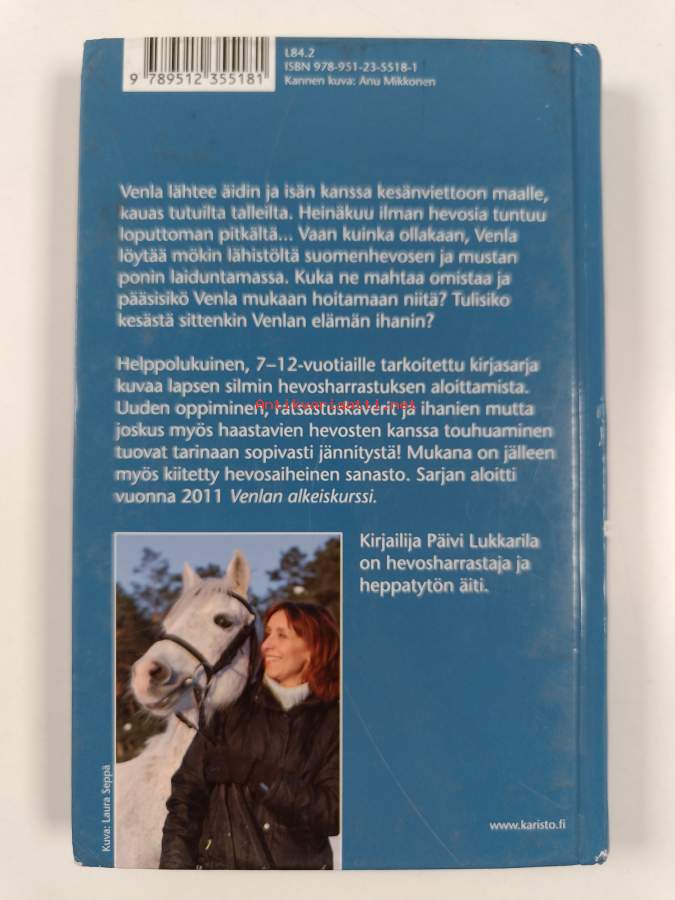 L84.2
ISBN 978-951-23-5518-1
9 789512 355181
Kannen kuva: Anu Mikkonen
Venla lähtee äidin ja isän kanssa kesänviettoon maalle,
kauas tutuilta talleilta. Heinäkuu ilman hevosia tuntuu
loputtoman pitkältä... Vaan kuinka ollakaan, Venla
löytää mökin lähistöltä suomenhevosen ja mustan
ponin laiduntamassa. Kuka ne mahtaa omistaa ja
pääsisikö Venla mukaan hoitamaan niitä? Tulisiko
kesästä sittenkin Venlan elämän ihanin?
Helppolukuinen, 7–12-vuotiaille tarkoitettu kirjasarja
kuvaa lapsen silmin hevosharrastuksen aloittamista.
Uuden oppiminen, ratsastuskaverit ja ihanien mutta
Antikvariaatti.net
joskus myös haastavien hevosten kanssa touhuaminen
tuovat tarinaan sopivasti jännitystä! Mukana on jälleen
myös kiitetty hevosaiheinen sanasto. Sarjan aloitti
vuonna 2011 Venlan alkeiskurssi.
Kirjailija Päivi Lukkarila
on hevosharrastaja ja
heppatytön äiti.
Kuva: Laura Seppä
www.karisto.fi